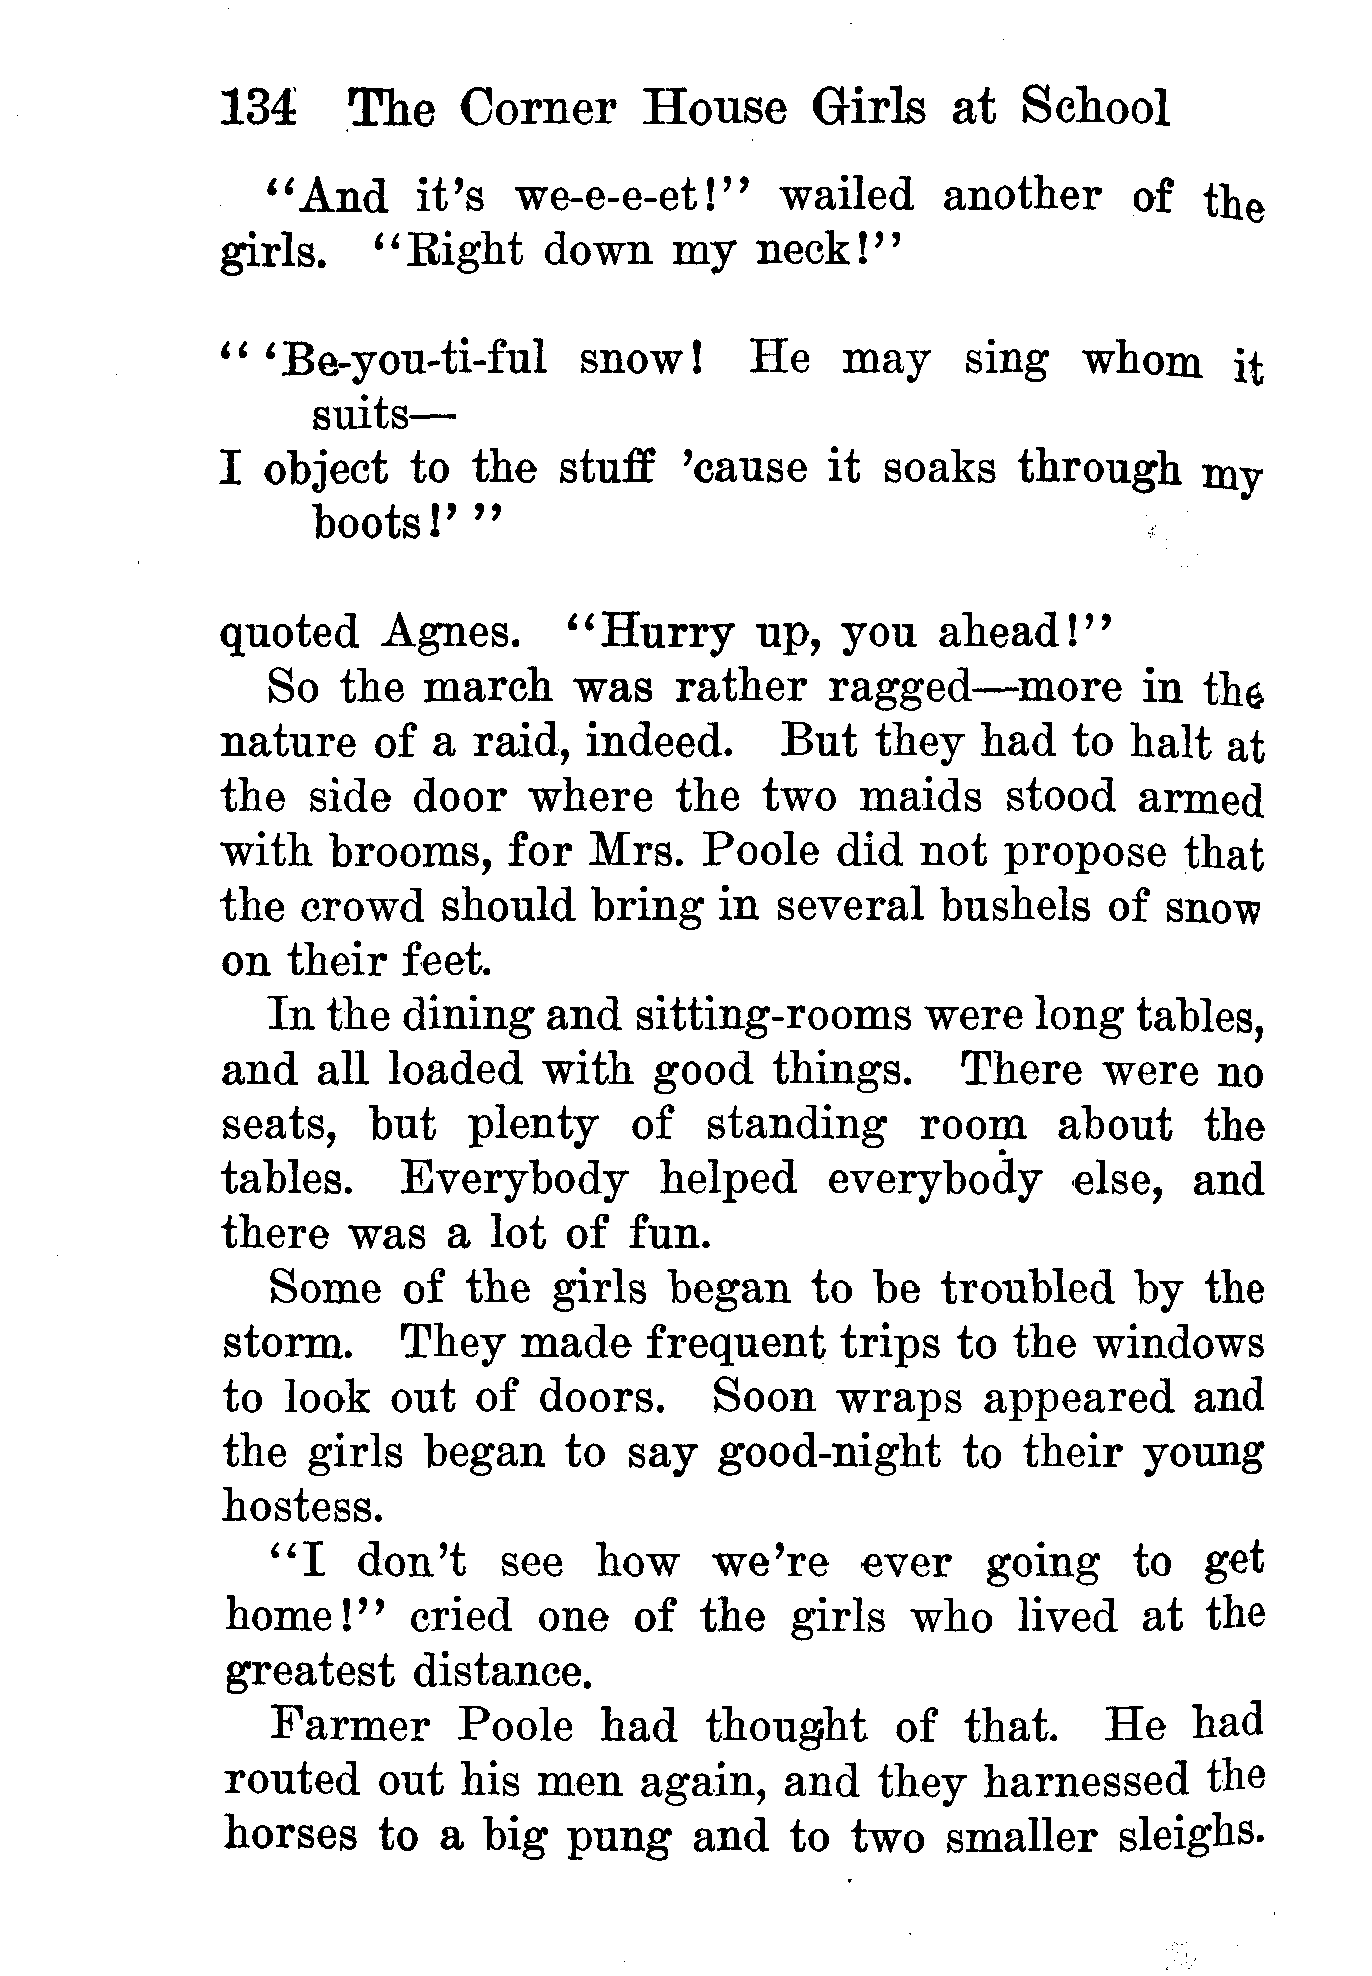 134 The Corner House Girls at School
“And it’s we-e-e-et!” wailed another of the
girls. “Right down my neck!”
“ ‘Be-you-ti-ful snow! He may sing whom it
suits—
I object to the stuff ’cause it soaks through my
boots!’ ”
quoted Agnes. “Hurry up, you ahead!”
So the march was rather ragged—more in the
nature of a raid, indeed. But they had to halt at
the side door where the two maids stood armed
with brooms, for Mrs. Poole did not propose that
the crowd should bring in several bushels of snow
on their feet.
In the dining and sitting-rooms were long tables,
and all loaded with good things. There were no
seats, but plenty of standing room about the
tables. Everybody helped everybody else, and
there was a lot of fun.
Some of the girls began to be troubled by the
storm. They made frequent trips to the windows
to look out of doors. Soon wraps appeared and
the girls began to say good-night to their young
hostess.
“I don’t see how we’re ever going to get
home!” cried one of the girls who lived at the
greatest distance.
Farmer Poole had thought of that. He had
routed out his men again, and they harnessed the
horses to a big pung and to two smaller sleighs.